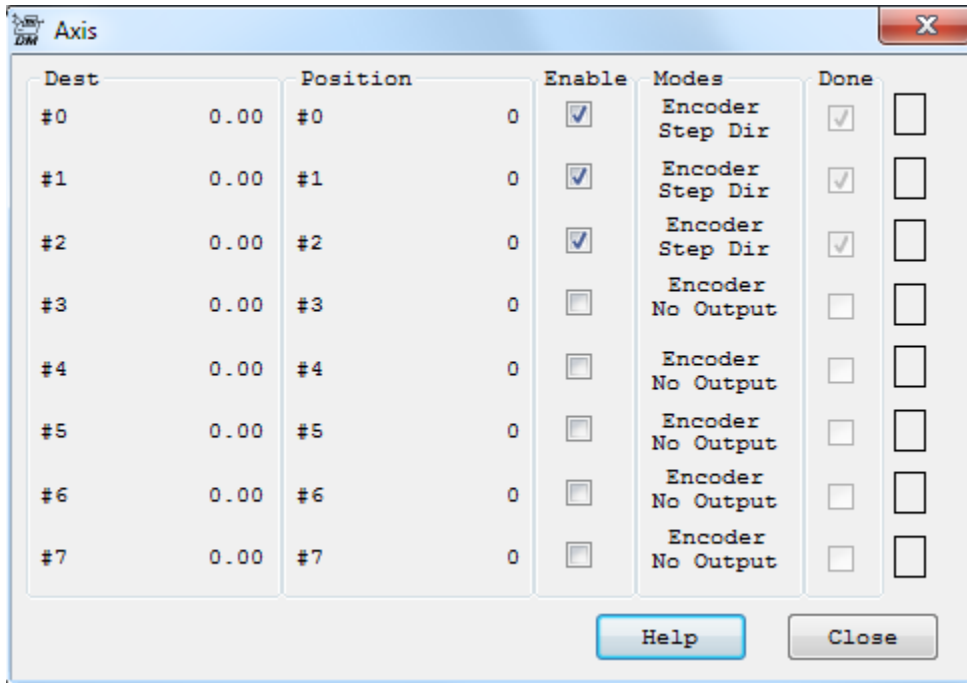 DM Axis
Dest Position Enable Modes Done
#0 0.00 #0 0 Encoder
Step Dir
#1 0.00 #1 0 Encoder
Step Dir
#2 0.00 #2 0 Encoder
Step Dir
#3 0.00 #3 0 Encoder
No Output
#4 0.00 #4 0 Encoder
No Output
#5 0.00 #5 0 Encoder
No Output
#6 0.00 #6 0 Encoder
No Output
#7 0.00 #7 0 Encoder
No Output
Help Close